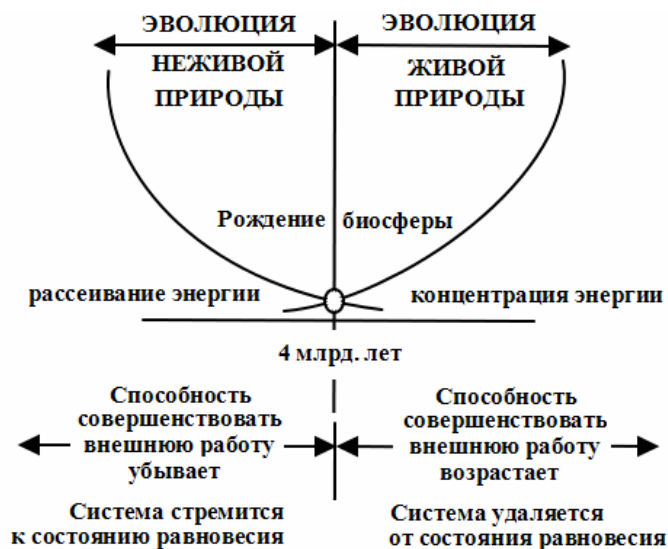 ЭВОЛЮЦИЯ
НЕЖИВОЙ
ПРИРОДЫ
ЭВОЛЮЦИЯ
ЖИВОЙ
ПРИРОДЫ
Рождение биосферы
рассеивание энергии
концентрация энергии
4 млрд. лет
Способность
совершенствовать
внешнюю работу
убывает
Способность
совершенствовать
внешнюю работу
возрастает
Система стремится
к состоянию равновесия
Система удаляется
от состояния равновесия